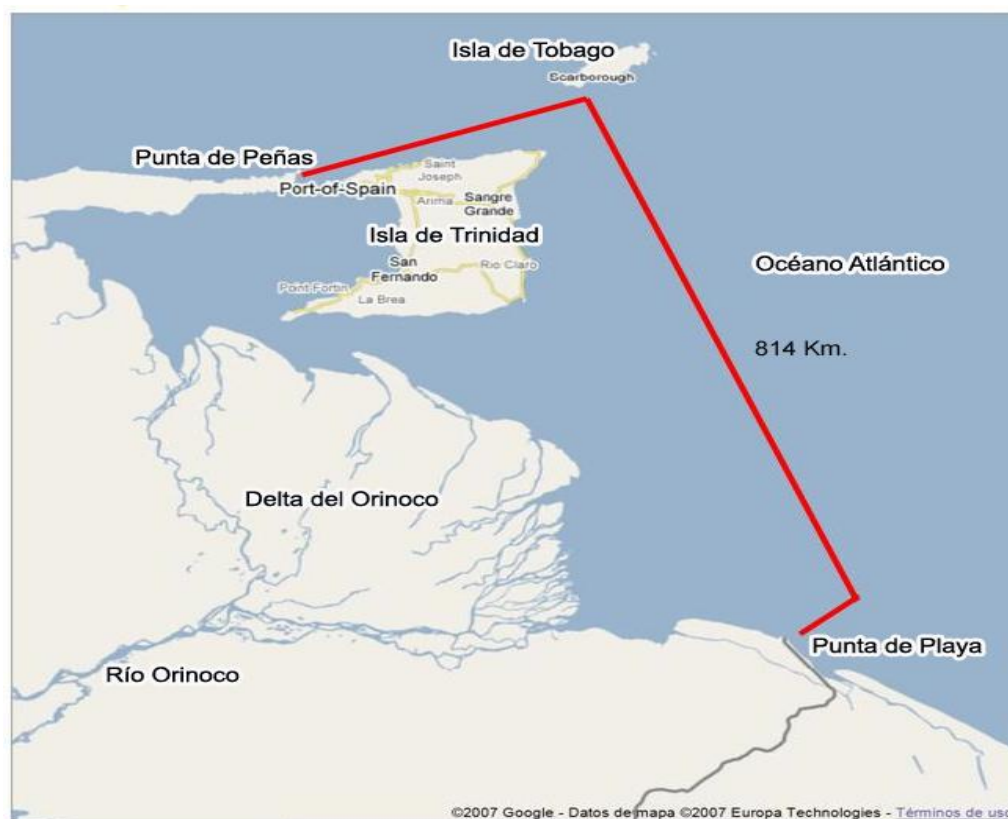 Isla de Tobago
Scarborough
Punta de Peñas
Saint
Joseph
Port-of-Spain
Arima
Sangre
Grande
Isla de Trinidad
San
Fernando
Rio Claro
Océano Atlántico
Point Fortin
La Brea
814 Km.
Delta del Orinoco
Punta de Playa
Río Orinoco
©2007 Google - Datos de mapa ©2007 Europa Technologies - Términos de uso